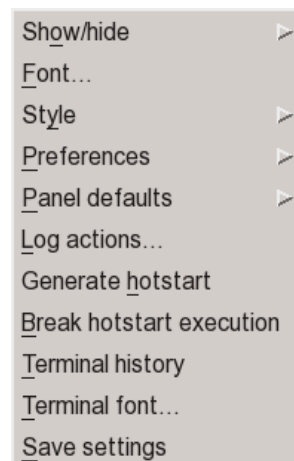 Show/hide
Font...
Style
Preferences
Panel defaults
Log actions...
Generate hotstart
Break hotstart execution
Terminal history
Terminal font...
Save settings